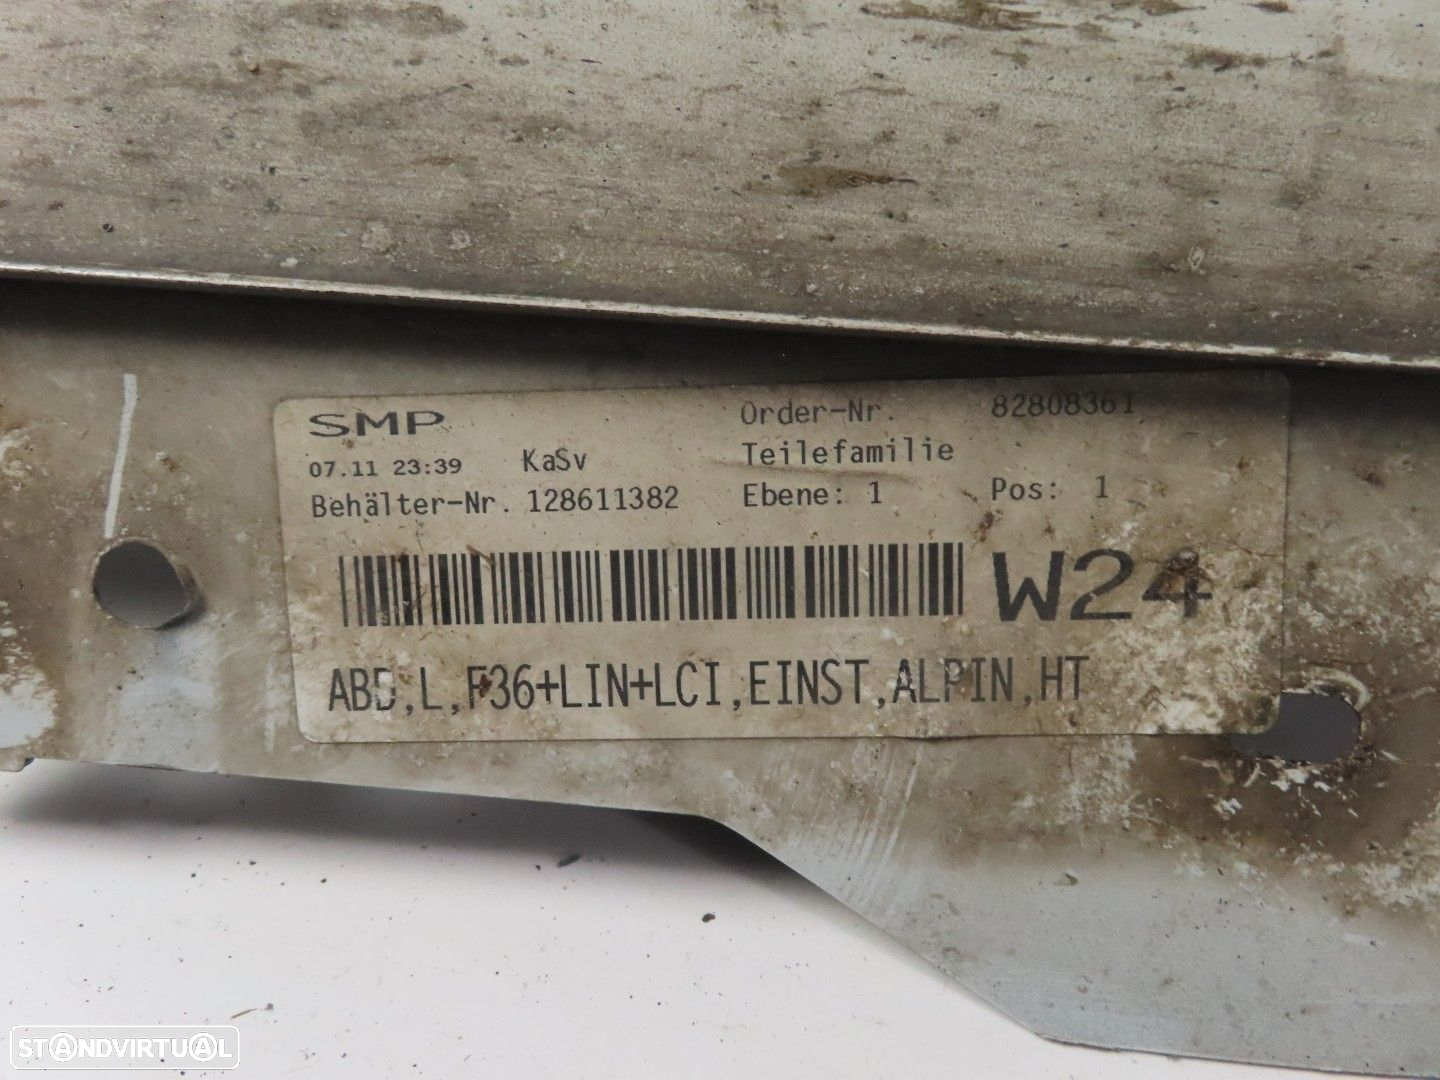 SMP
Order-Nr. 82808361
07.11 23:39 KaSv Teilefamilie
Behälter-Nr. 128611382 Ebene: 1 Pos: 1
W24
ABD,L,F36+LIN+LCI,EINST,ALPIN,HT
STANDVIRTUAL